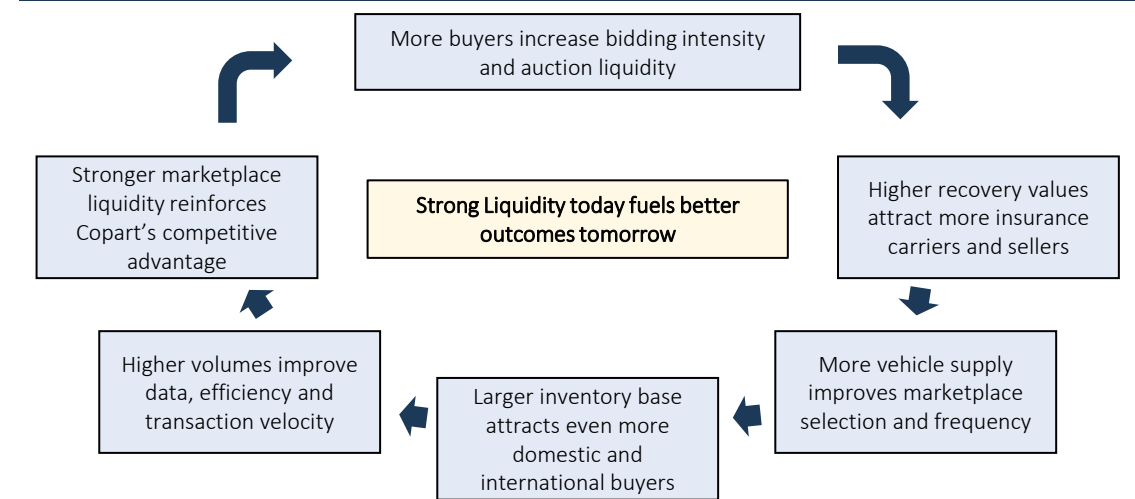 More buyers increase bidding intensity
and auction liquidity
Higher recovery values
attract more insurance
carriers and sellers
More vehicle supply
improves marketplace
selection and frequency
Larger inventory base
attracts even more
domestic and
international buyers
Higher volumes improve
data, efficiency and
transaction velocity
Stronger marketplace
liquidity reinforces
Copart’s competitive
advantage
Strong Liquidity today fuels better
outcomes tomorrow